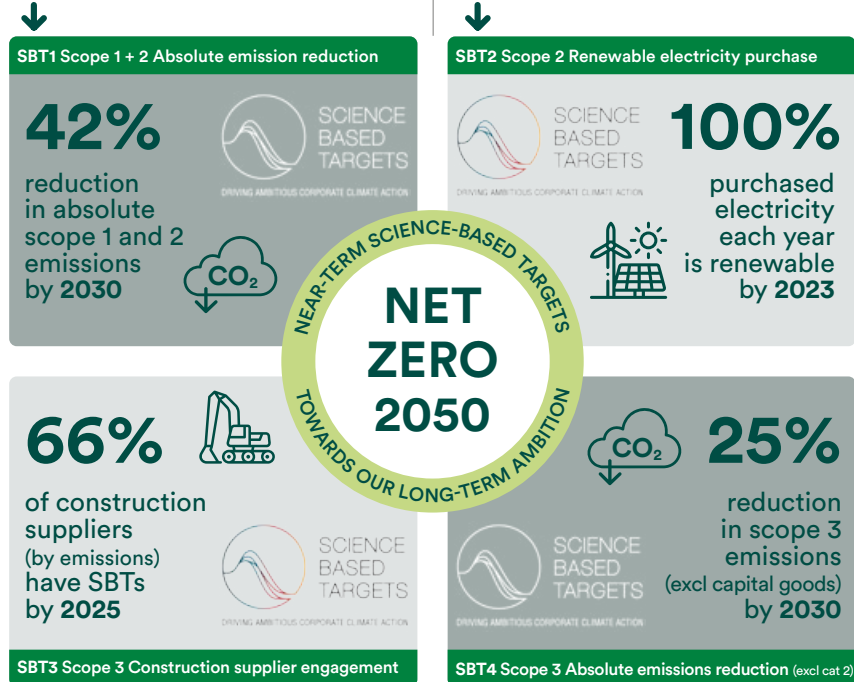 SBT1 Scope 1 + 2 Absolute emission reduction
42%
reduction
in absolute
scope 1 and 2
emissions
by 2030
SCIENCE
BASED
TARGETS
DRIVING AMBITIOUS CORPORATE CLIMATE ACTION
CO₂
SBT2 Scope 2 Renewable electricity purchase
SCIENCE
BASED
TARGETS
DRIVING AMBITIOUS CORPORATE CLIMATE ACTION
100%
purchased
electricity
each year
is renewable
by 2023
NEAR-TERM SCIENCE-BASED TARGETS
NET
ZERO
2050
TOWARDS OUR LONG-TERM AMBITION
66%
of construction
suppliers
(by emissions)
have SBTs
by 2025
SCIENCE
BASED
TARGETS
DRIVING AMBITIOUS CORPORATE CLIMATE ACTION
SBT3 Scope 3 Construction supplier engagement
CO₂
25%
reduction
in scope 3
emissions
(excl capital goods)
by 2030
SCIENCE
BASED
TARGETS
DRIVING AMBITIOUS CORPORATE CLIMATE ACTION
SBT4 Scope 3 Absolute emissions reduction (excl cat 2)